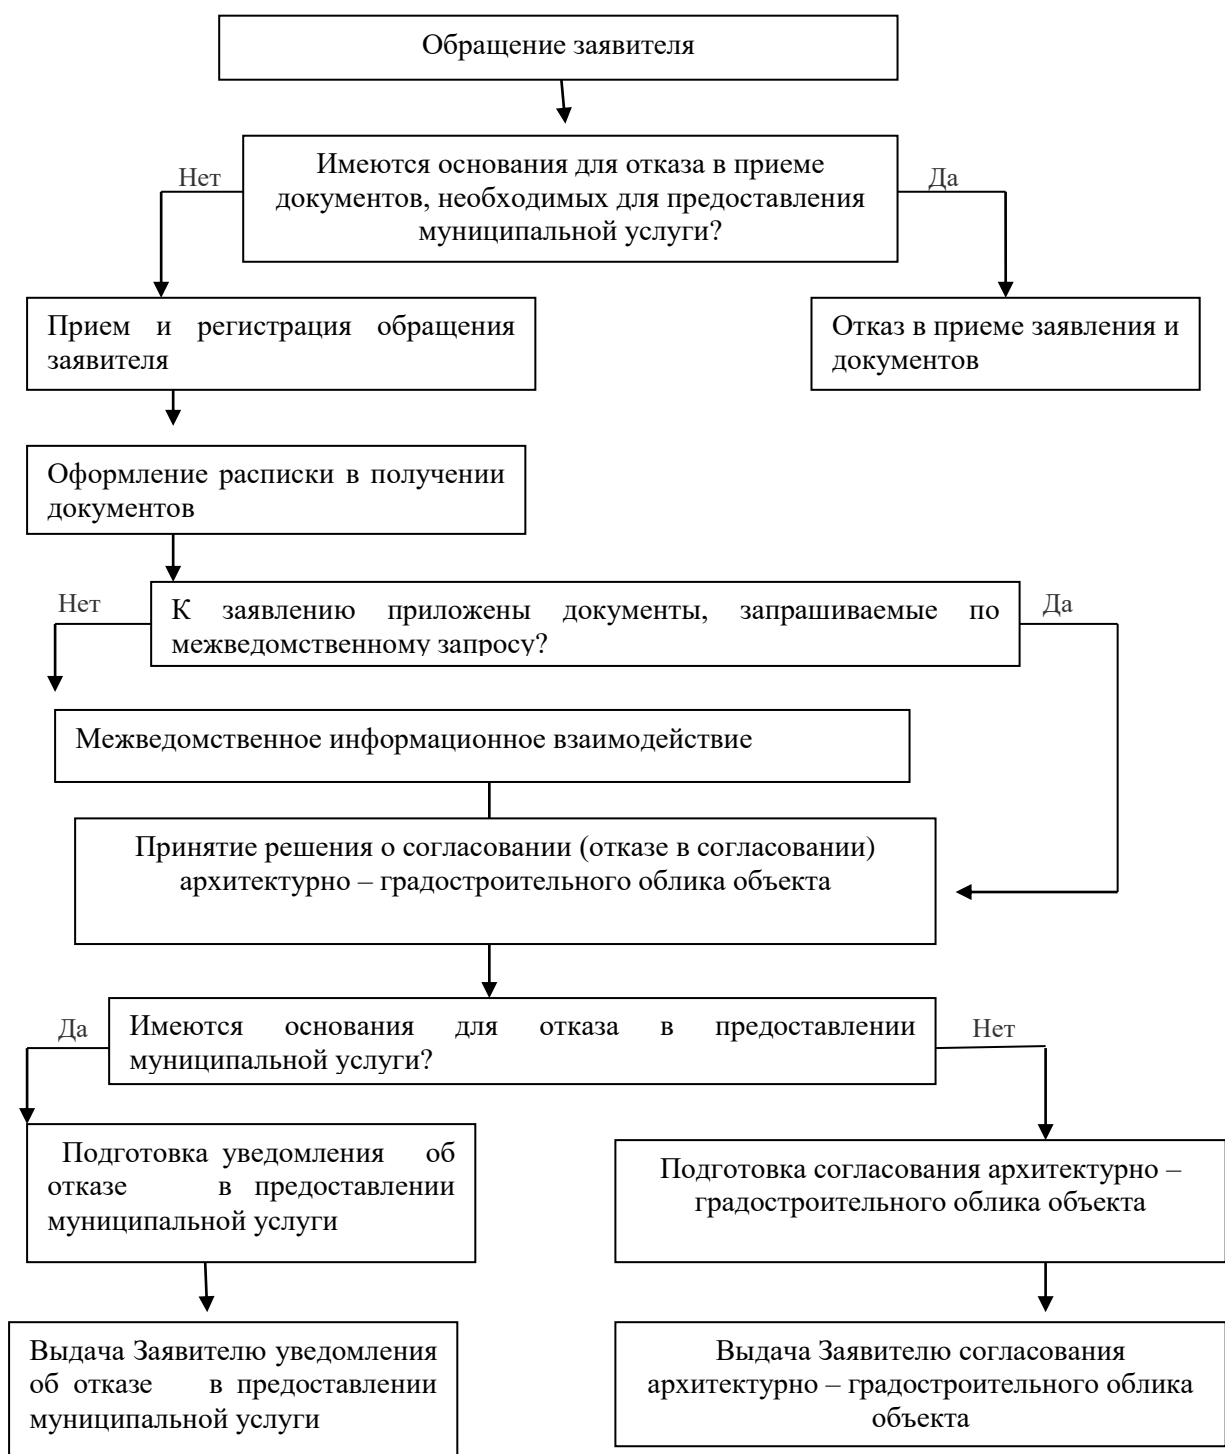 Обращение заявителя
Имеются основания для отказа в приеме
документов, необходимых для предоставления
муниципальной услуги?
Нет
Да
Прием и регистрация обращения
заявителя
Отказ в приеме заявления и
документов
Оформление расписки в получении
документов
Нет
К заявлению приложены документы, запрашиваемые по
межведомственному запросу?
Да
Межведомственное информационное взаимодействие
Принятие решения о согласовании (отказе в согласовании)
архитектурно – градостроительного облика объекта
Да
Имеются основания для отказа в предоставлении
муниципальной услуги?
Нет
Подготовка уведомления об
отказе в предоставлении
муниципальной услуги
Подготовка согласования архитектурно –
градостроительного облика объекта
Выдача Заявителю уведомления
об отказе в предоставлении
муниципальной услуги
Выдача Заявителю согласования
архитектурно – градостроительного облика
объекта